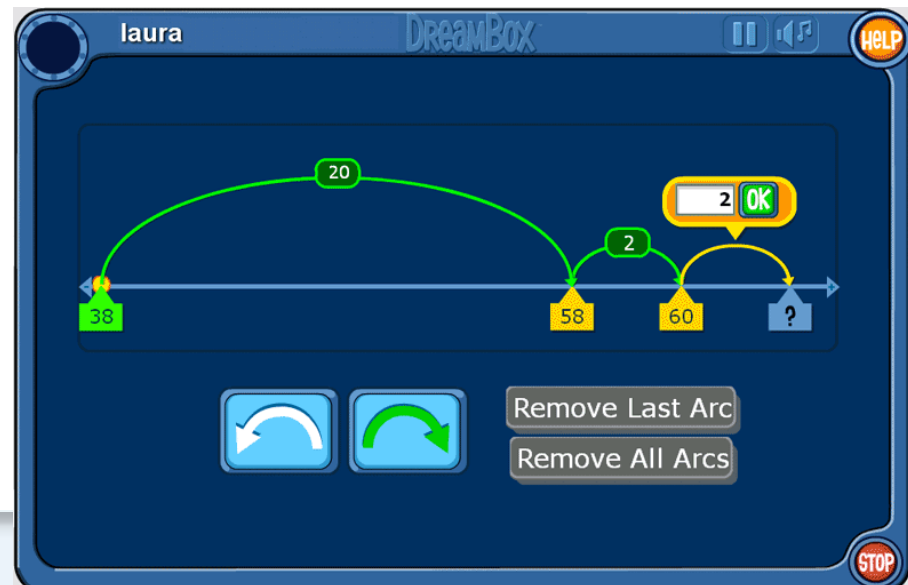 laura
DREAMBOX
HELP
20
2 OK
2
- +
38
58
60
?
Remove Last Arc
Remove All Arcs
STOP